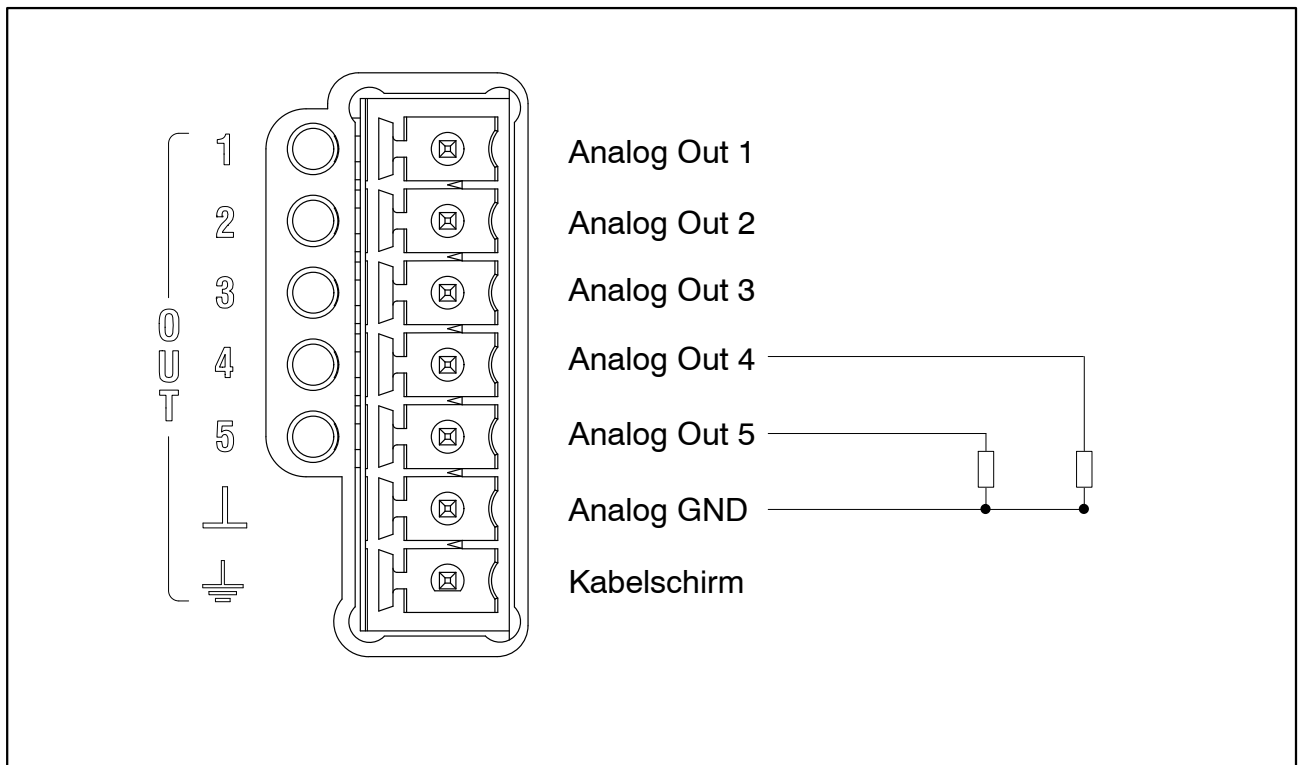 1 Analog Out 1
2 Analog Out 2
3 Analog Out 3
4 Analog Out 4
5 Analog Out 5
Analog GND
Kabelschirm
OUT